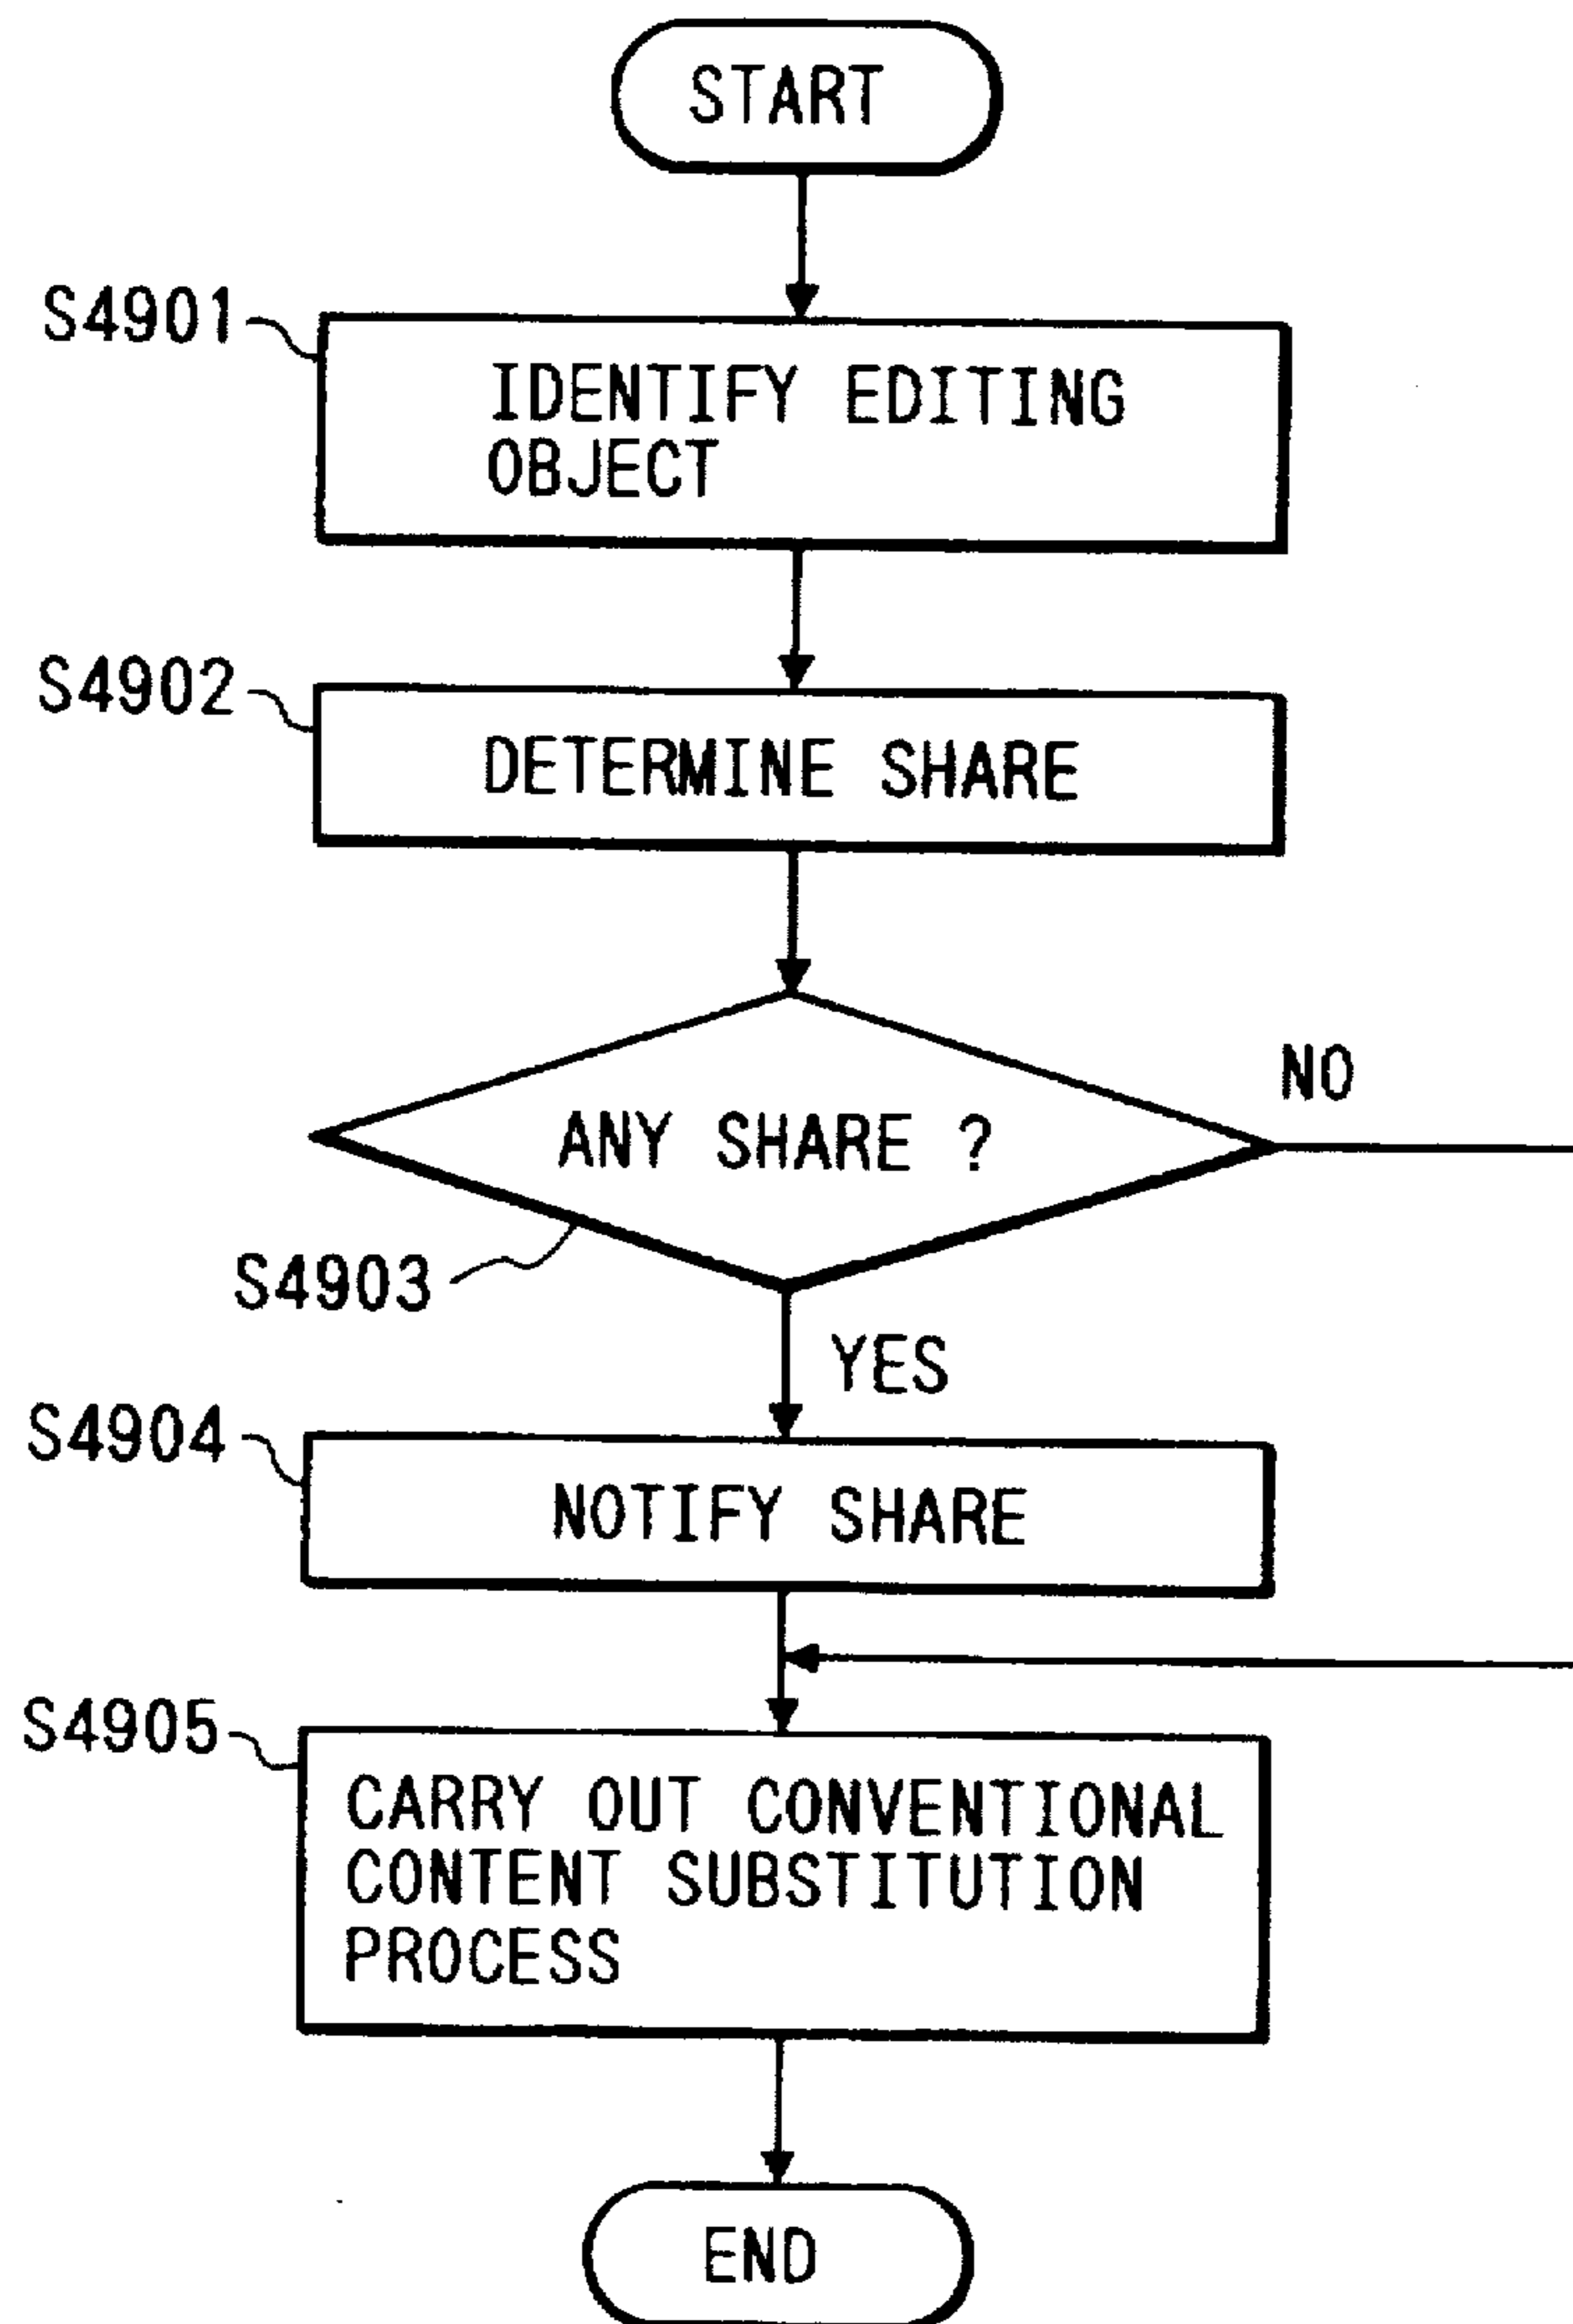 START
S4901
IDENTIFY EDITING
OBJECT
S4902
DETERMINE SHARE
ANY SHARE ?
NO
S4903
YES
S4904
NOTIFY SHARE
S4905
CARRY OUT CONVENTIONAL
CONTENT SUBSTITUTION
PROCESS
END